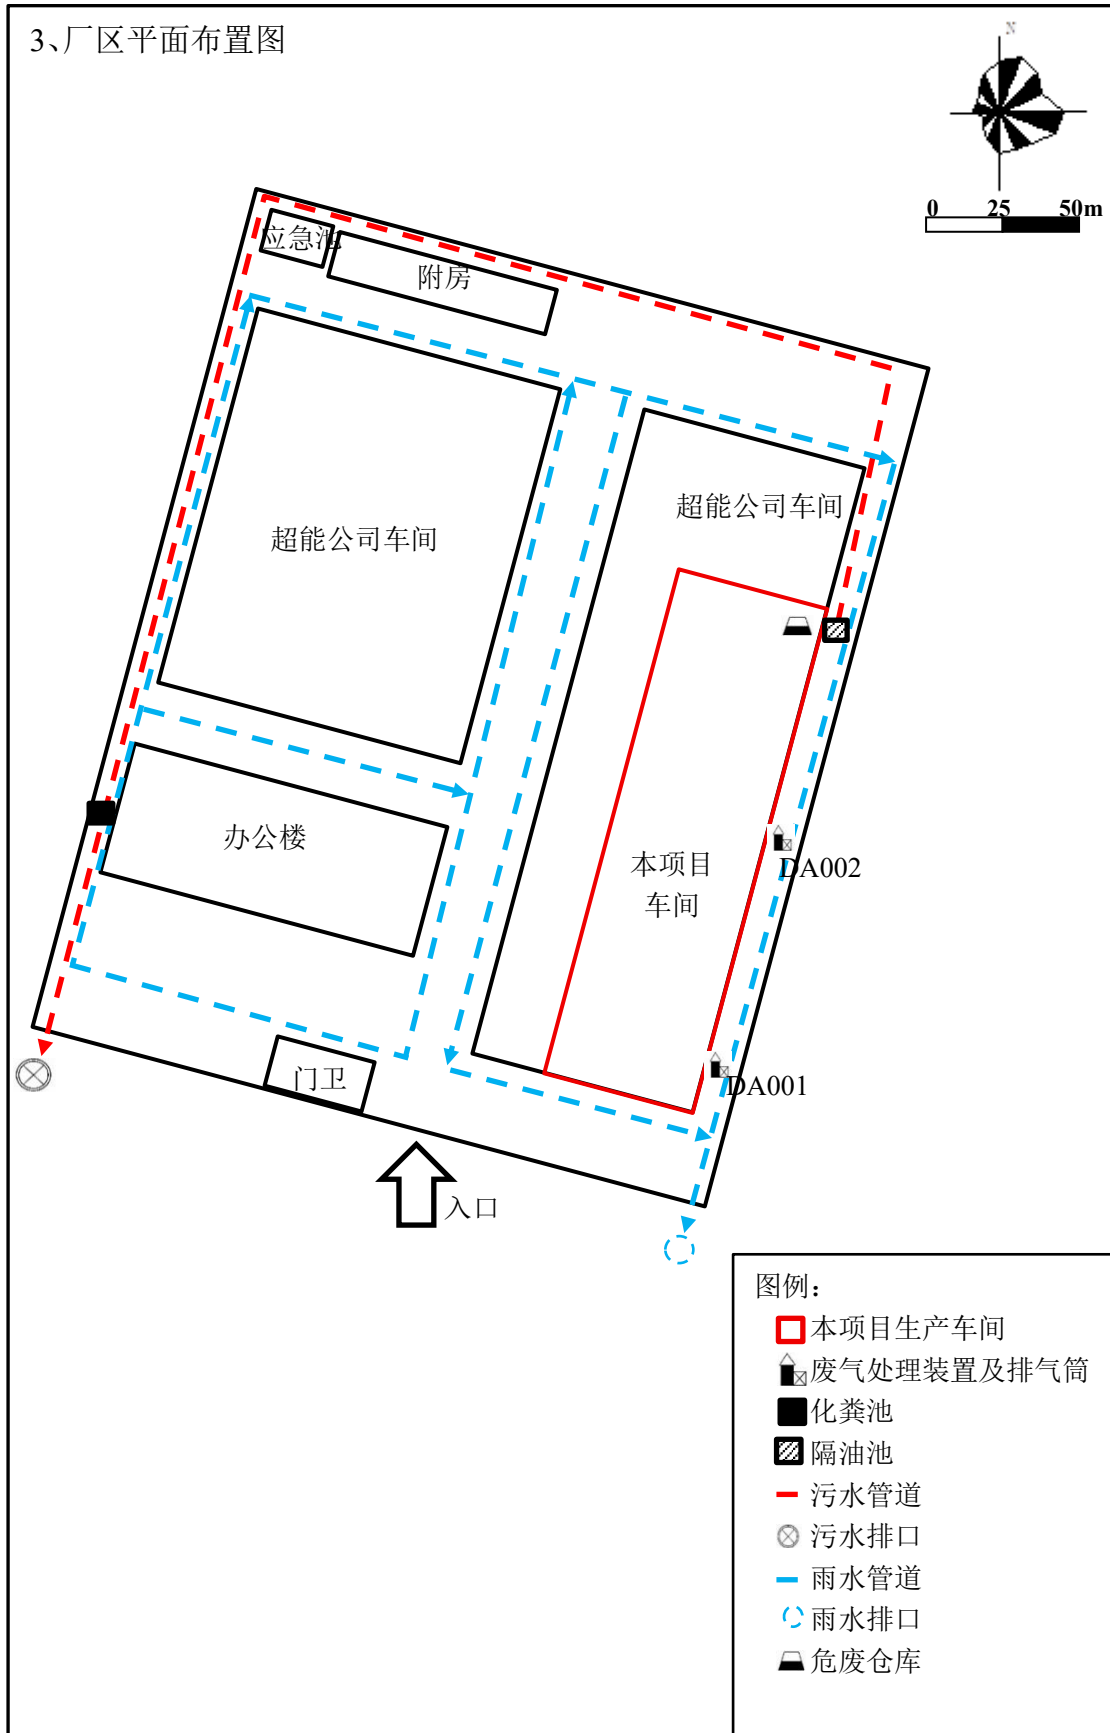 3、厂区平面布置图
N
0 25 50m
应急池
附房
超能公司车间
超能公司车间
办公楼
本项目
车间
DA002
DA001
门卫
入口
图例：
本项目生产车间
废气处理装置及排气筒
化粪池
隔油池
污水管道
污水排口
雨水管道
雨水排口
危废仓库